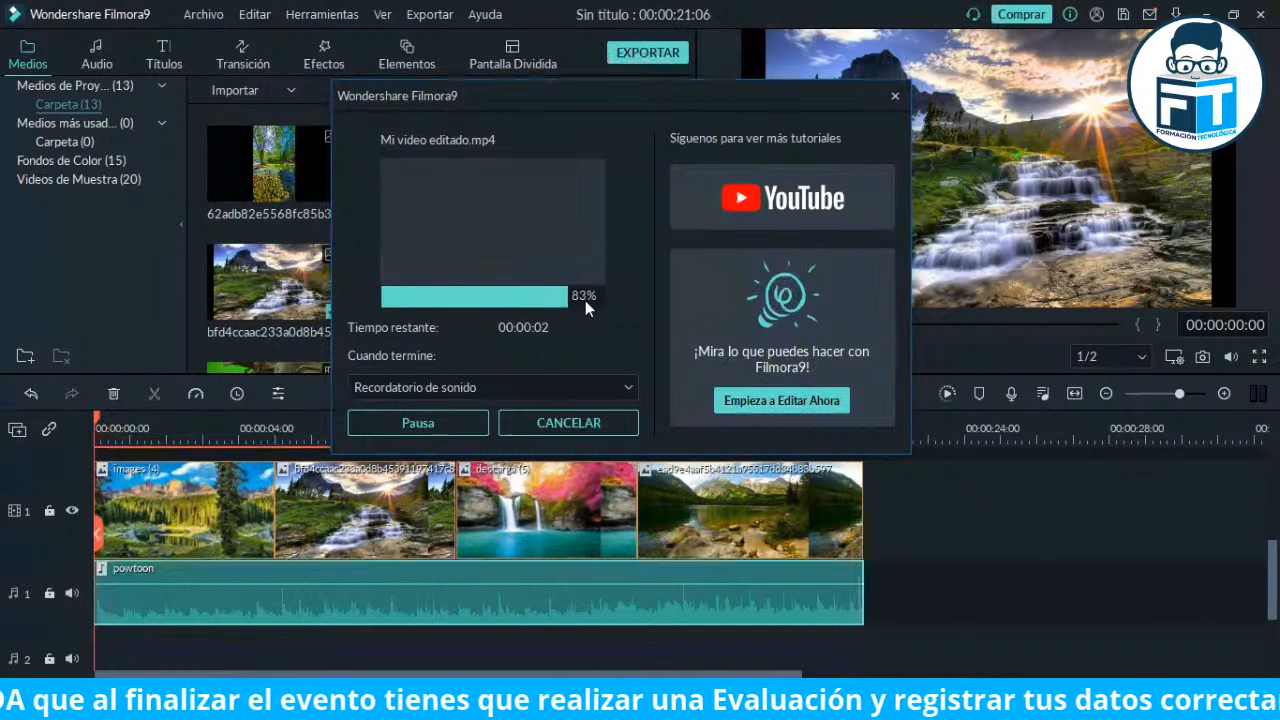 Wondershare Filmora9
Archivo Editar Herramientas Ver Exportar Ayuda
Sin título : 00:00:21:06
Comprar
Medios Audio Títulos Transición Efectos Elementos Pantalla Dividida
EXPORTAR
Medios de Proy... (13)
Carpeta (13)
Medios más usad... (0)
Carpeta (0)
Fondos de Color (15)
Videos de Muestra (20)
Importar
62adb82e5568fc85b3
bfd4ccaac233a0d8b45
Wondershare Filmora9
Mi video editado.mp4
83%
Tiempo restante: 00:00:02
Cuando termine:
Recordatorio de sonido
Pausa CANCELAR
Síguenos para ver más tutoriales
YouTube
¡Mira lo que puedes hacer con
Filmora9!
Empieza a Editar Ahora
FT
FORMACIÓN
TECNOLÓGICA
{ } 00:00:00:00
1/2
00:00:00:00 00:00:04:00 00:00:24:00 00:00:28:00 00:
images (4) bfd4ccaac233a0d8b45391197417c8 descarga (5)
1
powtoon
1
2
DA que al finalizar el evento tienes que realizar una Evaluación y registrar tus datos correcta